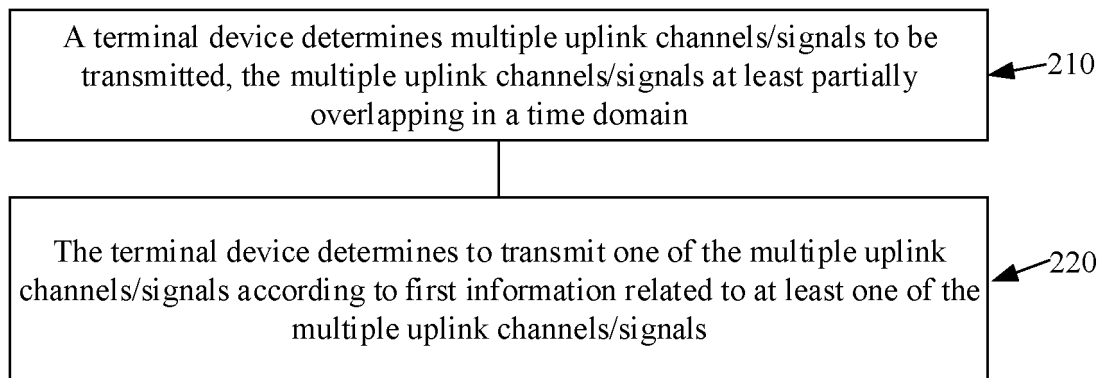 A terminal device determines multiple uplink channels/signals to be
transmitted, the multiple uplink channels/signals at least partially
overlapping in a time domain
210
The terminal device determines to transmit one of the multiple uplink
channels/signals according to first information related to at least one of the
multiple uplink channels/signals
220